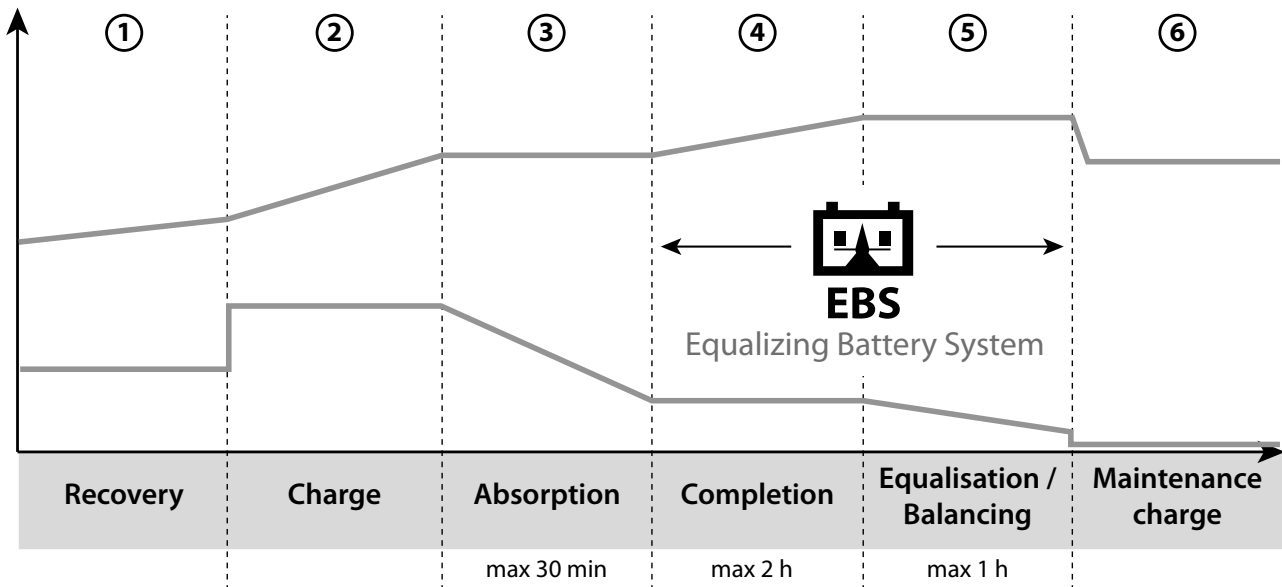 1 2 3 4 5 6
EBS
Equalizing Battery System
Recovery
Charge
Absorption
Completion
Equalisation /
Balancing
Maintenance
charge
max 30 min
max 2 h
max 1 h